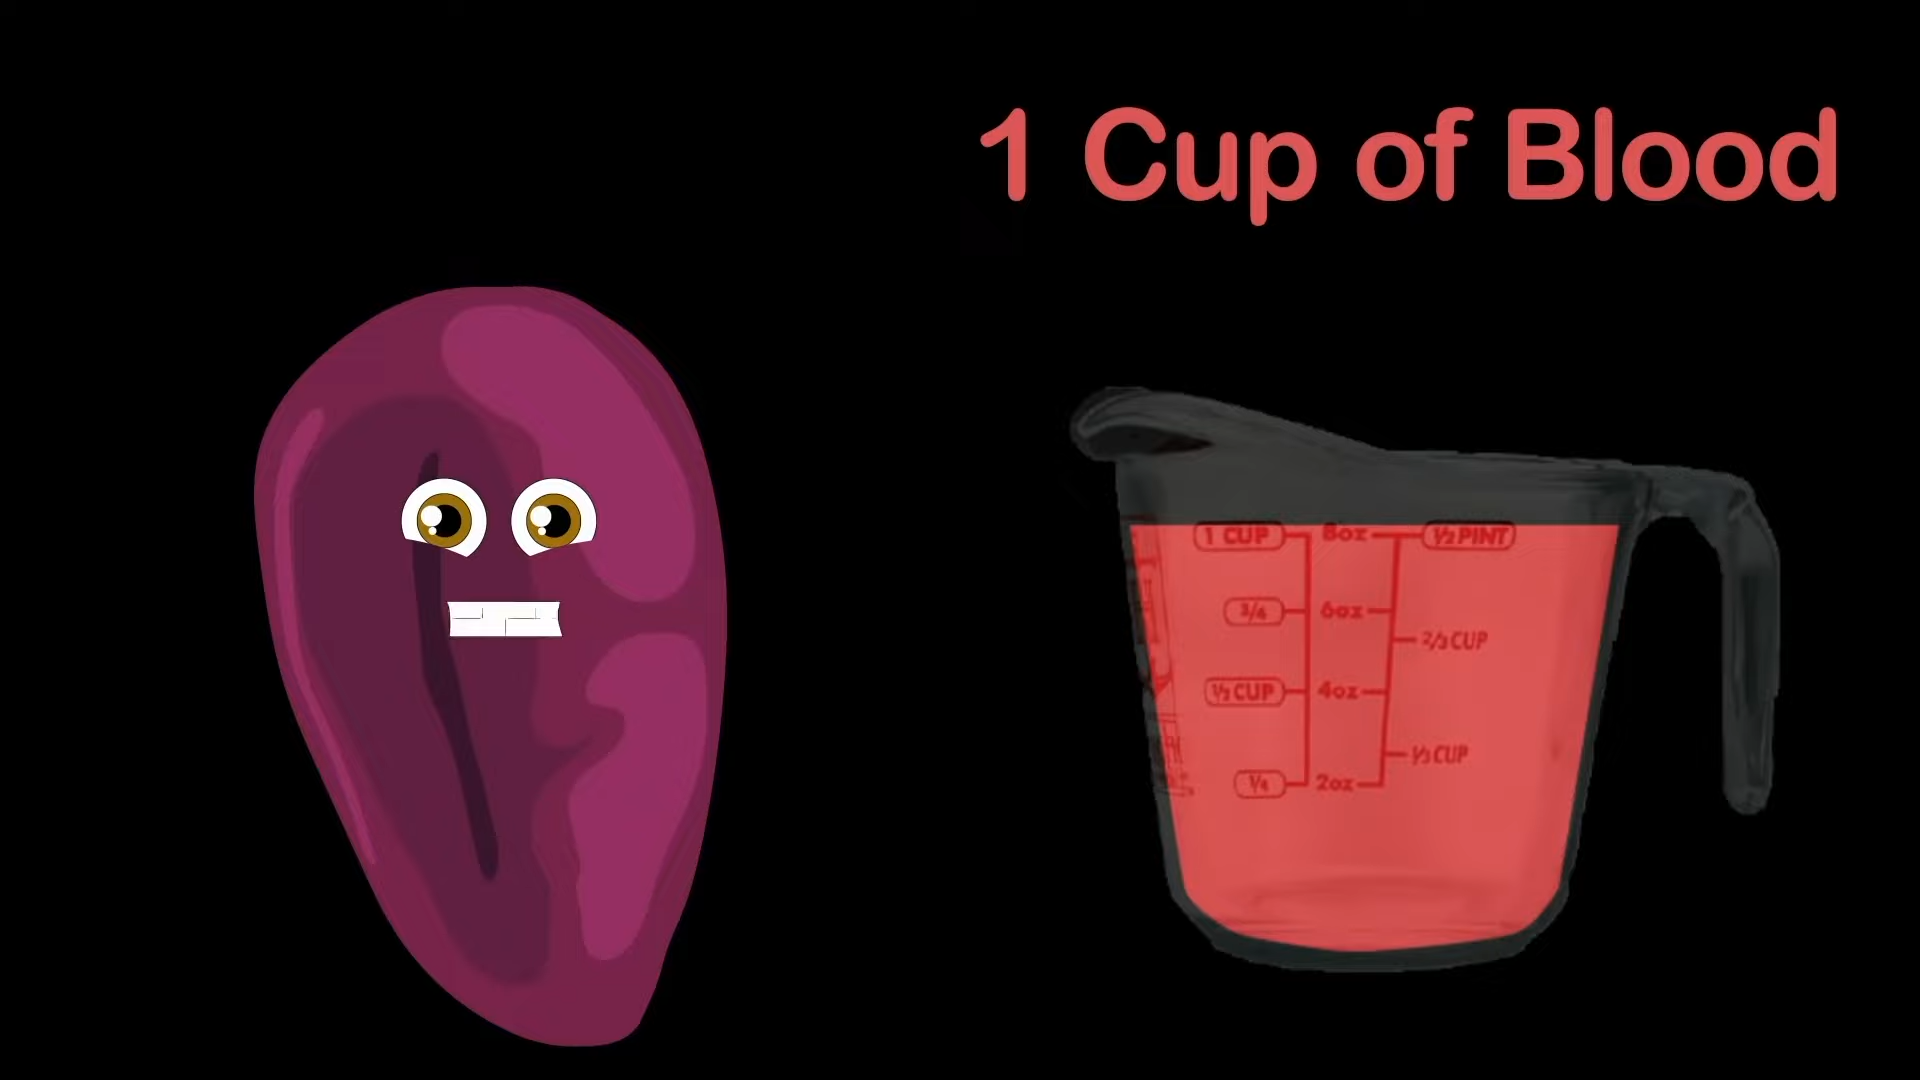 1 Cup of Blood
1 CUP 8oz 1/2 PINT
3/4 6oz
2/3 CUP
1/2 CUP 4oz
1/3 CUP
1/4 2oz